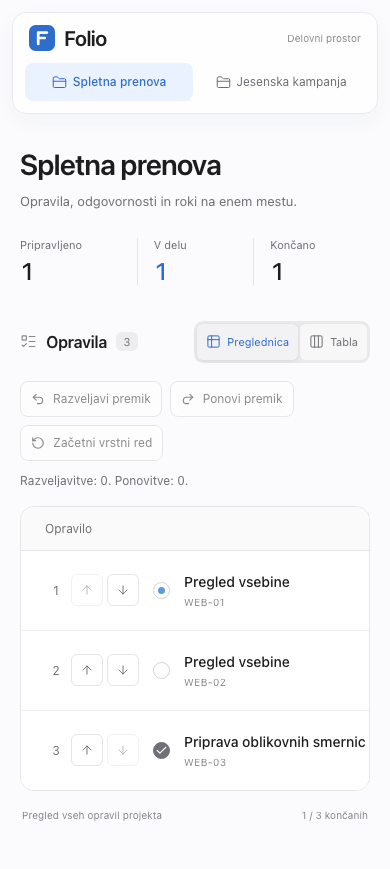 F Folio
Delovni prostor
Spletna prenova
Jesenska kampanja
Spletna prenova
Opravila, odgovornosti in roki na enem mestu.
Pripravljeno
1
V delu
1
Končano
1
Opravila 3
Preglednica
Tabla
Razveljavi premik
Ponovi premik
Začetni vrstni red
Razveljavitve: 0. Ponovitve: 0.
Opravilo
1
Pregled vsebine
WEB-01
2
Pregled vsebine
WEB-02
3
Priprava oblikovnih smernic
WEB-03
Pregled vseh opravil projekta
1 / 3 končanih